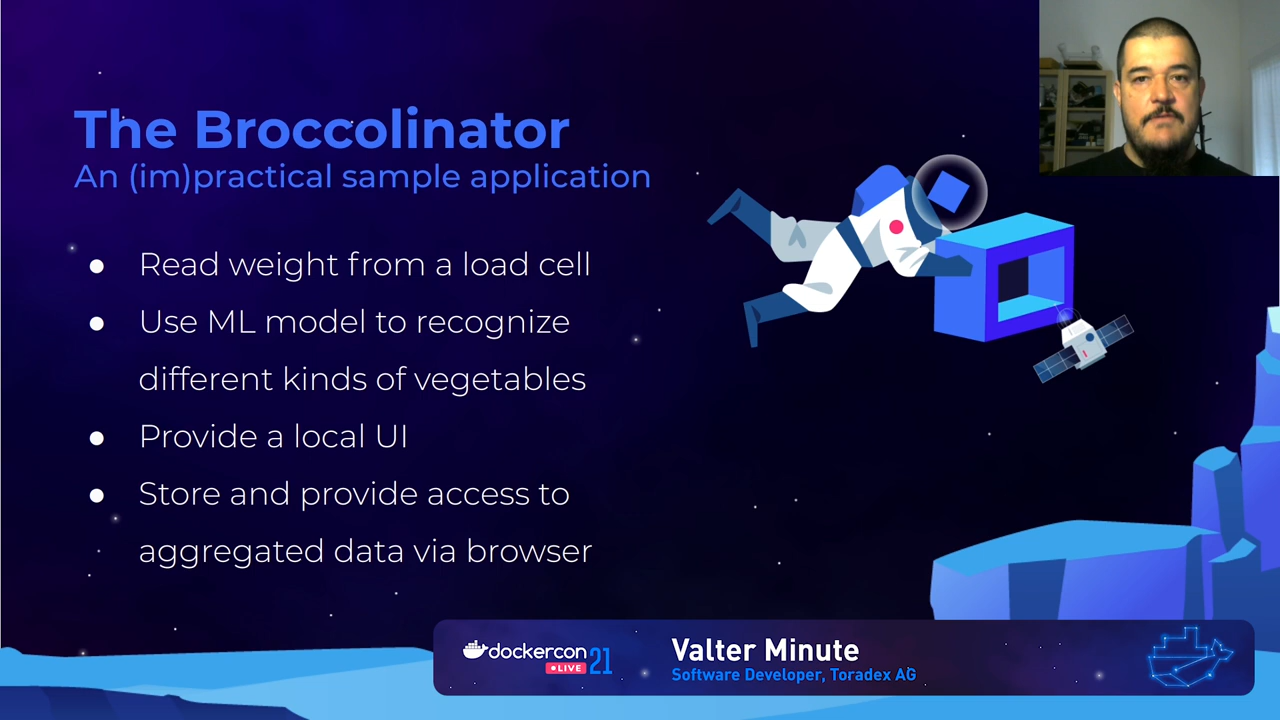 The Broccolinator
An (im)practical sample application
● Read weight from a load cell
● Use ML model to recognize
different kinds of vegetables
● Provide a local UI
● Store and provide access to
aggregated data via browser
dockercon
LIVE
21
Valter Minute
Software Developer, Toradex AG